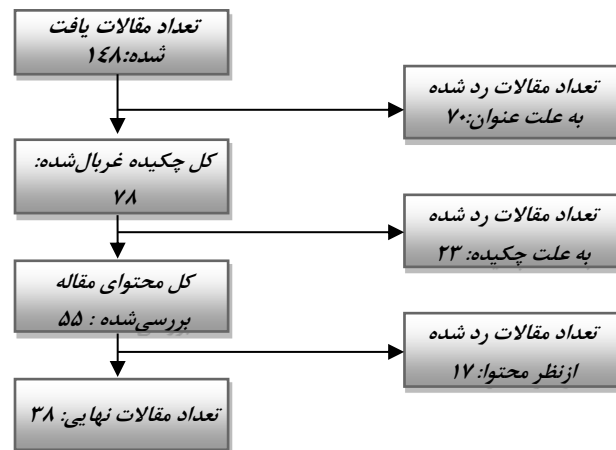 تعداد مقالات یافت
شده:۱۴۸
تعداد مقالات رد شده
به علت عنوان:۷۰
کل چکیده غربال‌شده:
۷۸
تعداد مقالات رد شده
به علت چکیده: ۲۳
کل محتوای مقاله
بررسی‌شده : ۵۵
تعداد مقالات رد شده
ازنظر محتوا: ۱۷
تعداد مقالات نهایی: ۳۸